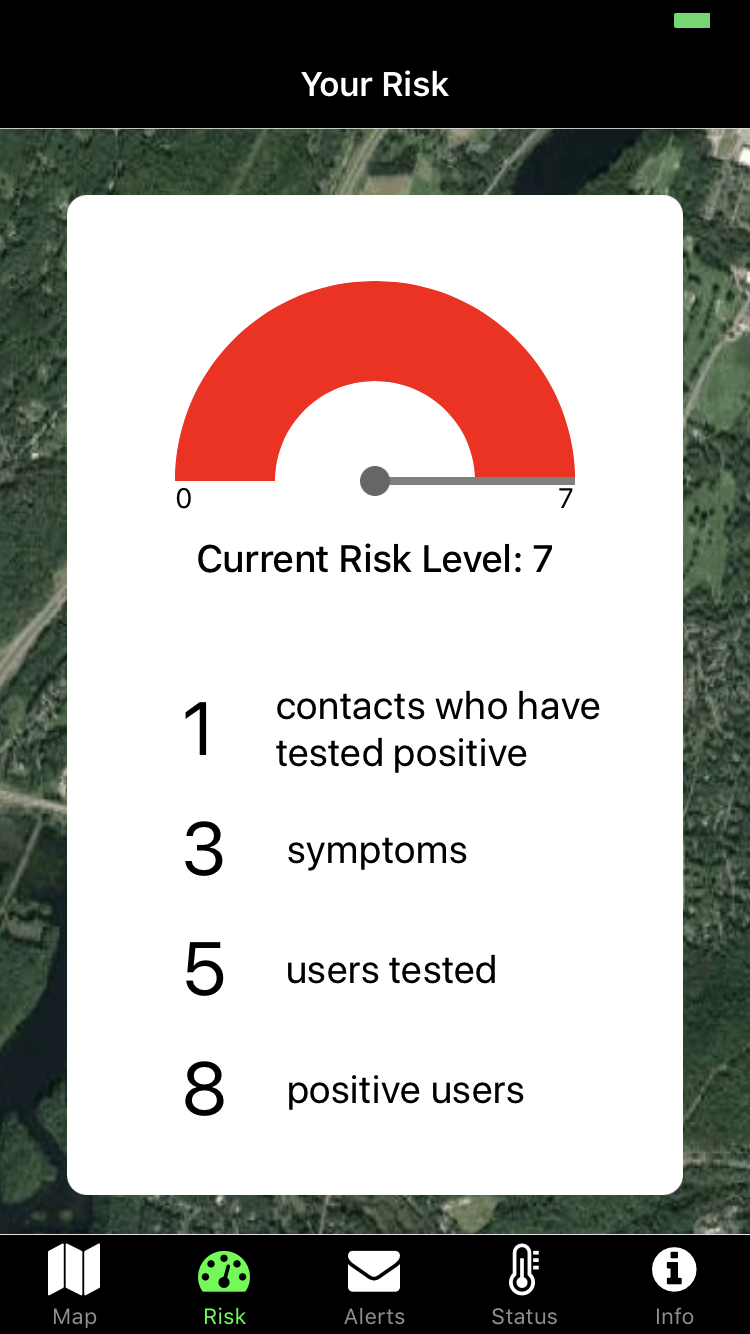 Your Risk
0
7
Current Risk Level: 7
1
contacts who have
tested positive
3
symptoms
5
users tested
8
positive users
Map
Risk
Alerts
Status
Info